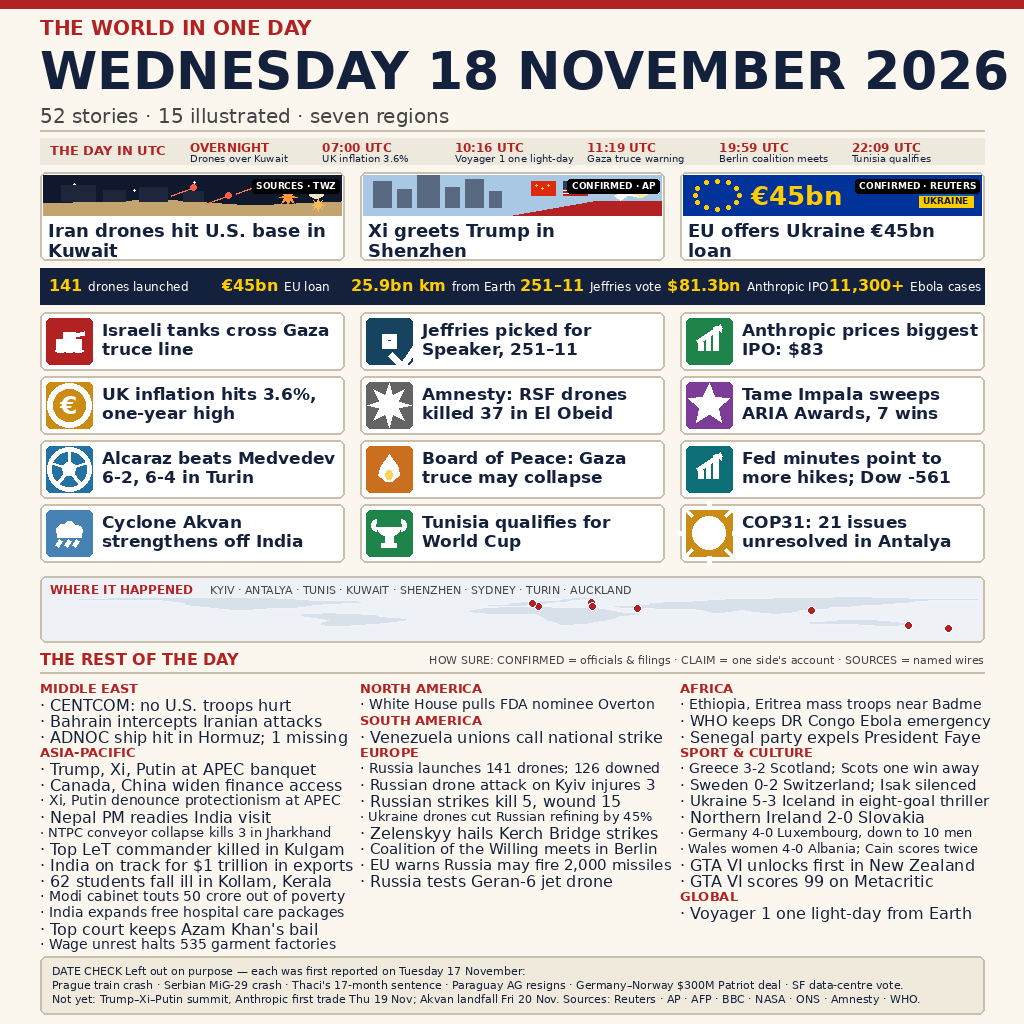 THE WORLD IN ONE DAY
WEDNESDAY 18 NOVEMBER 2026
52 stories · 15 illustrated · seven regions
THE DAY IN UTC
OVERNIGHT
Drones over Kuwait
07:00 UTC
UK inflation 3.6%
10:16 UTC
Voyager 1 one light-day
11:19 UTC
Gaza truce warning
19:59 UTC
Berlin coalition meets
22:09 UTC
Tunisia qualifies
SOURCES · TWZ
Iran drones hit U.S. base in
Kuwait
CONFIRMED · AP
Xi greets Trump in
Shenzhen
€45bn
CONFIRMED · REUTERS
UKRAINE
EU offers Ukraine €45bn
loan
141 drones launched
€45bn EU loan
25.9bn km from Earth
251–11 Jeffries vote
$81.3bn Anthropic IPO
11,300+ Ebola cases
Israeli tanks cross Gaza
truce line
Jeffries picked for
Speaker, 251–11
Anthropic prices biggest
IPO: $83
€
UK inflation hits 3.6%,
one-year high
Amnesty: RSF drones
killed 37 in El Obeid
Tame Impala sweeps
ARIA Awards, 7 wins
Alcaraz beats Medvedev
6-2, 6-4 in Turin
Board of Peace: Gaza
truce may collapse
Fed minutes point to
more hikes; Dow -561
Cyclone Akvan
strengthens off India
Tunisia qualifies for
World Cup
COP31: 21 issues
unresolved in Antalya
WHERE IT HAPPENED
KYIV · ANTALYA · TUNIS · KUWAIT · SHENZHEN · SYDNEY · TURIN · AUCKLAND
THE REST OF THE DAY
HOW SURE: CONFIRMED = officials & filings · CLAIM = one side's account · SOURCES = named wires
MIDDLE EAST
· CENTCOM: no U.S. troops hurt
· Bahrain intercepts Iranian attacks
· ADNOC ship hit in Hormuz; 1 missing
ASIA-PACIFIC
· Trump, Xi, Putin at APEC banquet
· Canada, China widen finance access
· Xi, Putin denounce protectionism at APEC
· Nepal PM readies India visit
· NTPC conveyor collapse kills 3 in Jharkhand
· Top LeT commander killed in Kulgam
· India on track for $1 trillion in exports
· 62 students fall ill in Kollam, Kerala
· Modi cabinet touts 50 crore out of poverty
· India expands free hospital care packages
· Top court keeps Azam Khan's bail
· Wage unrest halts 535 garment factories
NORTH AMERICA
· White House pulls FDA nominee Overton
SOUTH AMERICA
· Venezuela unions call national strike
EUROPE
· Russia launches 141 drones; 126 downed
· Russian drone attack on Kyiv injures 3
· Russian strikes kill 5, wound 15
· Ukraine drones cut Russian refining by 45%
· Zelenskyy hails Kerch Bridge strikes
· Coalition of the Willing meets in Berlin
· EU warns Russia may fire 2,000 missiles
· Russia tests Geran-6 jet drone
AFRICA
· Ethiopia, Eritrea mass troops near Badme
· WHO keeps DR Congo Ebola emergency
· Senegal party expels President Faye
SPORT & CULTURE
· Greece 3-2 Scotland; Scots one win away
· Sweden 0-2 Switzerland; Isak silenced
· Ukraine 5-3 Iceland in eight-goal thriller
· Northern Ireland 2-0 Slovakia
· Germany 4-0 Luxembourg, down to 10 men
· Wales women 4-0 Albania; Cain scores twice
· GTA VI unlocks first in New Zealand
· GTA VI scores 99 on Metacritic
GLOBAL
· Voyager 1 one light-day from Earth
DATE CHECK Left out on purpose — each was first reported on Tuesday 17 November:
Prague train crash · Serbian MiG-29 crash · Thaci's 17-month sentence · Paraguay AG resigns · Germany–Norway $300M Patriot deal · SF data-centre vote.
Not yet: Trump–Xi–Putin summit, Anthropic first trade Thu 19 Nov; Akvan landfall Fri 20 Nov. Sources: Reuters · AP · AFP · BBC · NASA · ONS · Amnesty · WHO.